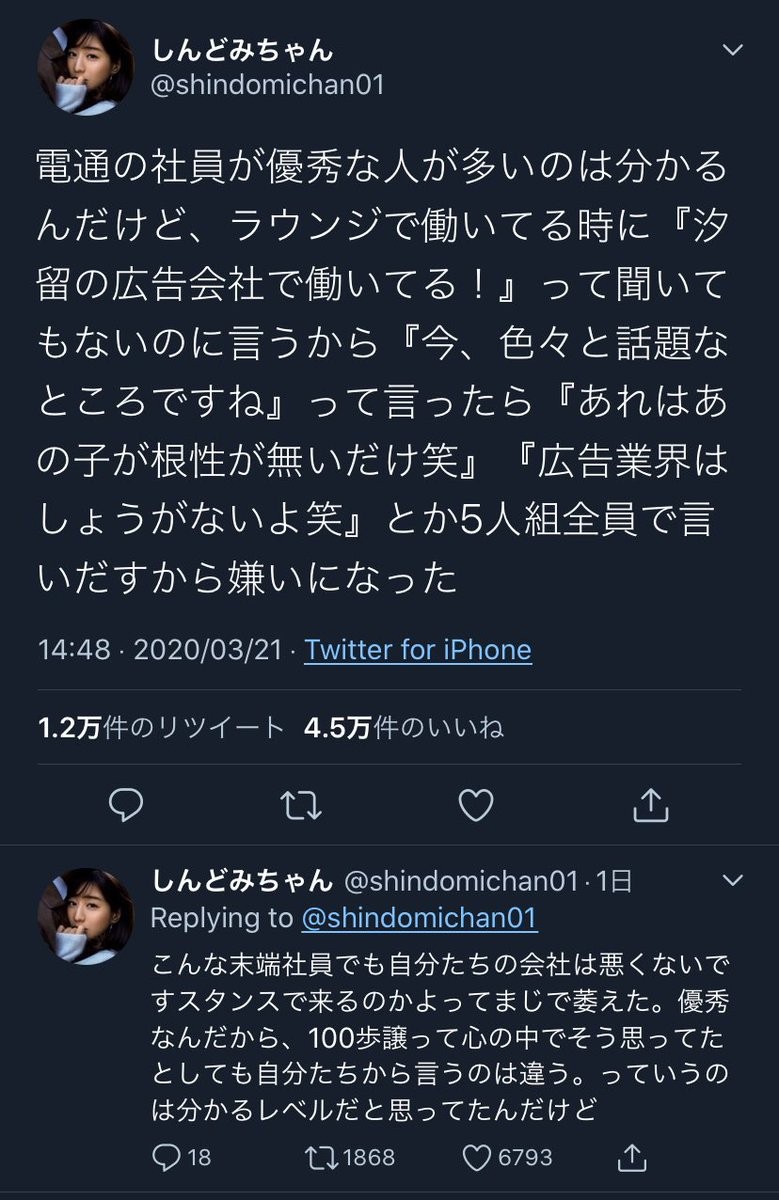 しんどみちゃん
@shindomichan01
電通の社員が優秀な人が多いのは分かる
んだけど、ラウンジで働いてる時に『汐
留の広告会社で働いてる！』って聞いて
もないのに言うから『今、色々と話題な
ところですね』って言ったら『あれはあ
の子が根性が無いだけ笑』『広告業界は
しょうがないよ笑』とか5人組全員で言
いだすから嫌いになった
14:48 · 2020/03/21 · Twitter for iPhone
1.2万件のリツイート 4.5万件のいいね
しんどみちゃん @shindomichan01 · 1日
Replying to @shindomichan01
こんな末端社員でも自分たちの会社は悪くないで
すスタンスで来るのかよってまじで萎えた。優秀
なんだから、100歩譲って心の中でそう思ってた
としても自分たちから言うのは違う。っていうの
は分かるレベルだと思ってたんだけど
18 1868 6793